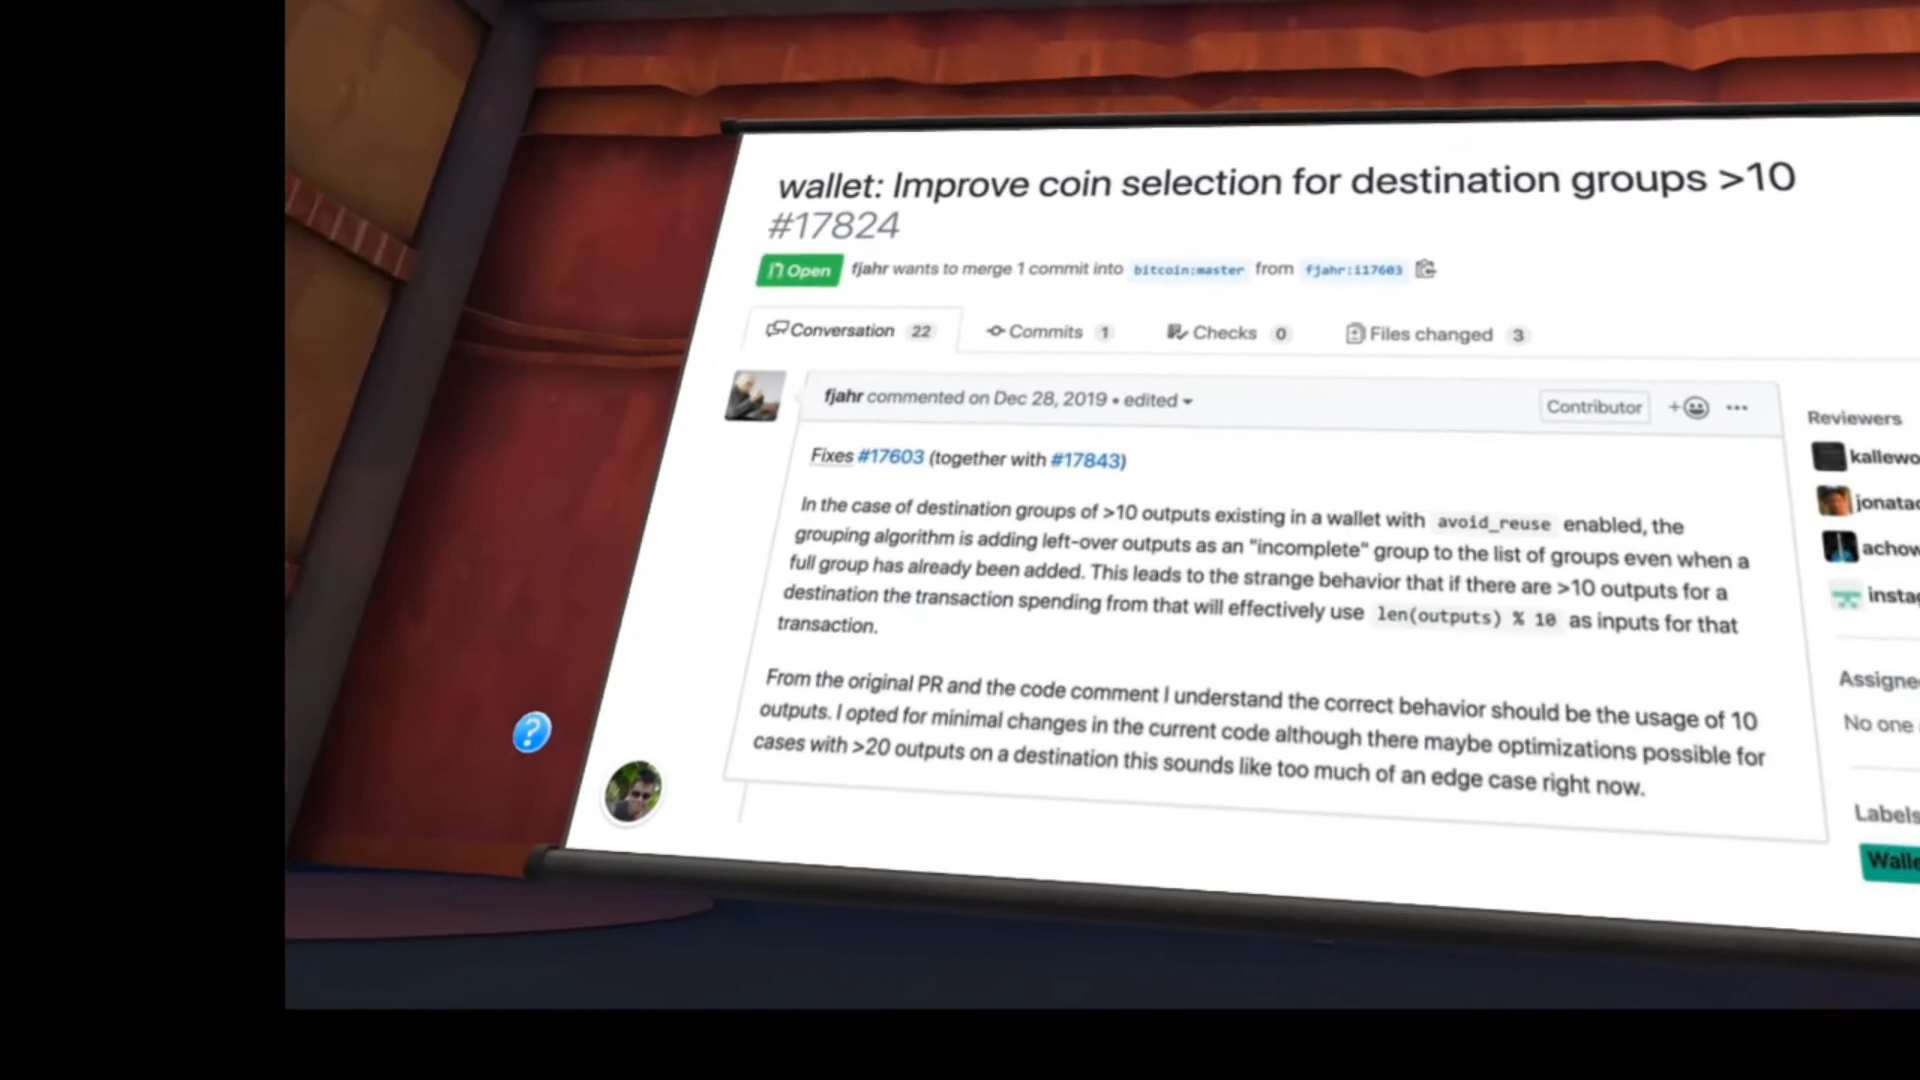 wallet: Improve coin selection for destination groups >10
#17824
Open fjahr wants to merge 1 commit into bitcoin:master from fjahr:i17603
Conversation 22 Commits 1 Checks 0 Files changed 3
fjahr commented on Dec 28, 2019 • edited
Contributor
Fixes #17603 (together with #17843)
In the case of destination groups of >10 outputs existing in a wallet with avoid_reuse enabled, the
grouping algorithm is adding left-over outputs as an "incomplete" group to the list of groups even when a
full group has already been added. This leads to the strange behavior that if there are >10 outputs for a
destination the transaction spending from that will effectively use len(outputs) % 10 as inputs for that
transaction.
From the original PR and the code comment I understand the correct behavior should be the usage of 10
outputs. I opted for minimal changes in the current code although there maybe optimizations possible for
cases with >20 outputs on a destination this sounds like too much of an edge case right now.
Reviewers
kallewo
jonatac
achow
instag
Assignee
No one
Labels
Walle
?